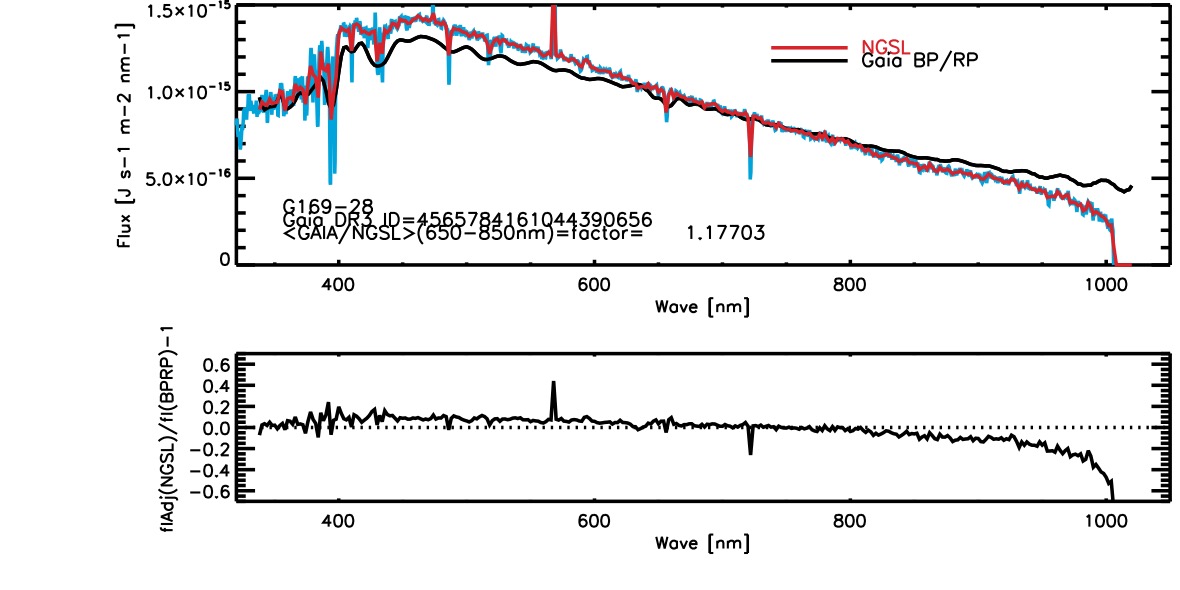 1.5×10−15
1.0×10−15
5.0×10−16
0
Flux [J s−1 m−2 nm−1]
NGSL
Gaia BP/RP
G169−28
Gaia DR3 ID=4565784161044390656
<GAIA/NGSL>(650−850nm)=factor= 1.17703
400 600 800 1000
Wave [nm]
flAdj(NGSL)/fl(BPRP)−1
0.6
0.4
0.2
0.0
−0.2
−0.4
−0.6
400 600 800 1000
Wave [nm]